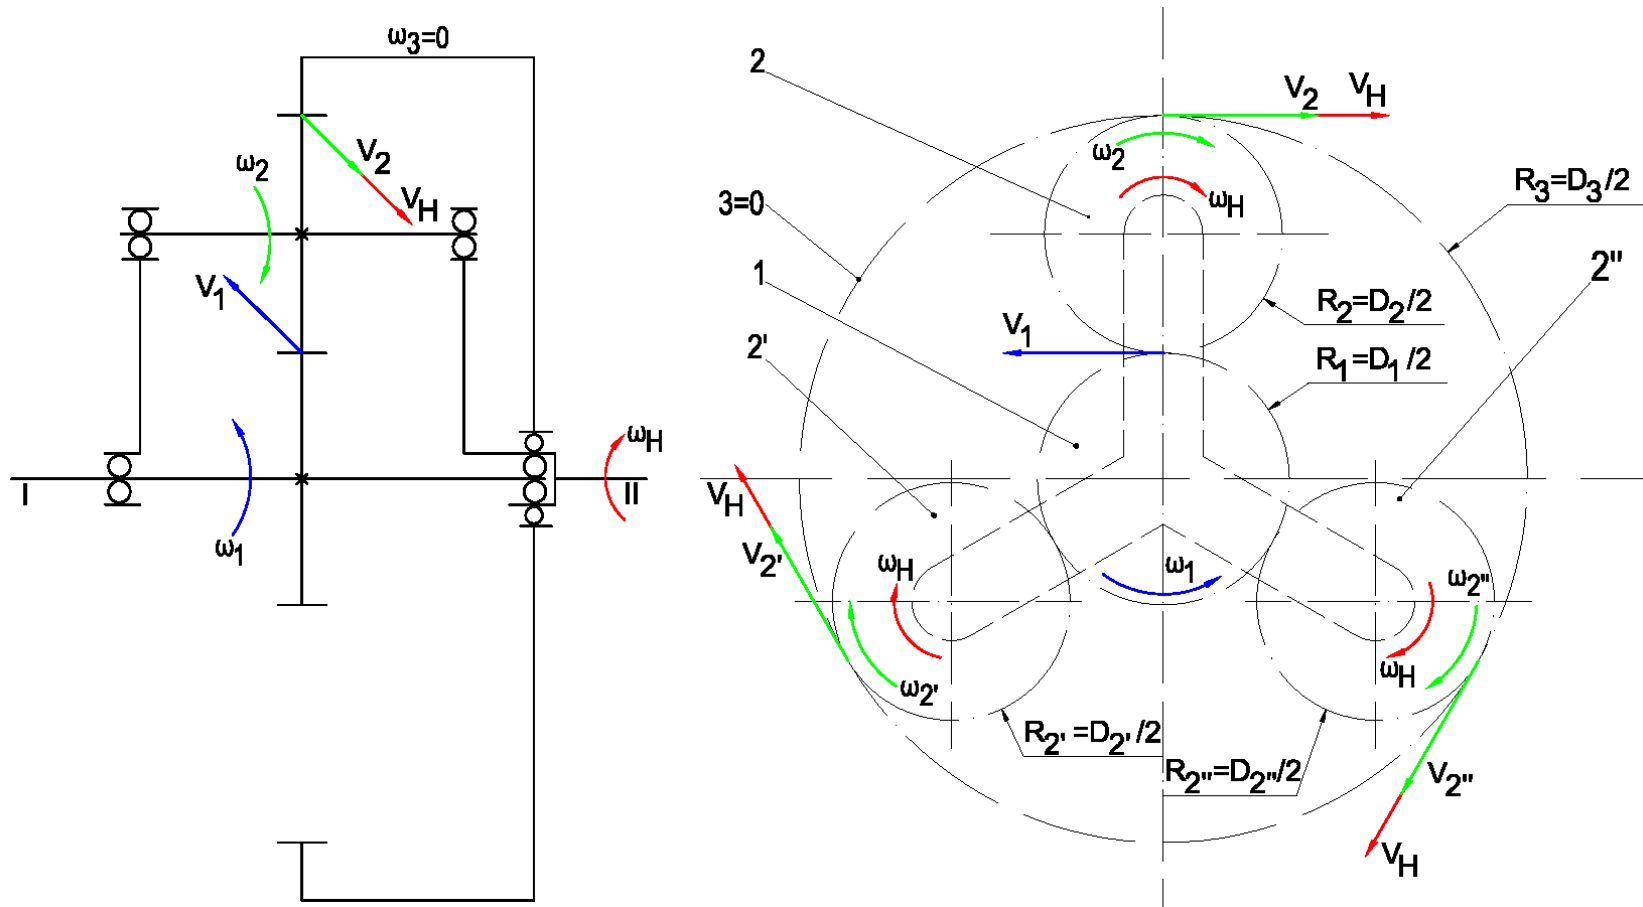 ω3=0
V2
VH
ω2
V1
ω1
I
II
ωH
2
3=0
1
2'
V2
VH
ω2
ωH
R3=D3/2
2"
R2=D2/2
R1=D1/2
V1
VH
V2'
ωH
ω2'
ω1
ω2"
ωH
R2'=D2'/2
R2"=D2"/2
V2"
VH